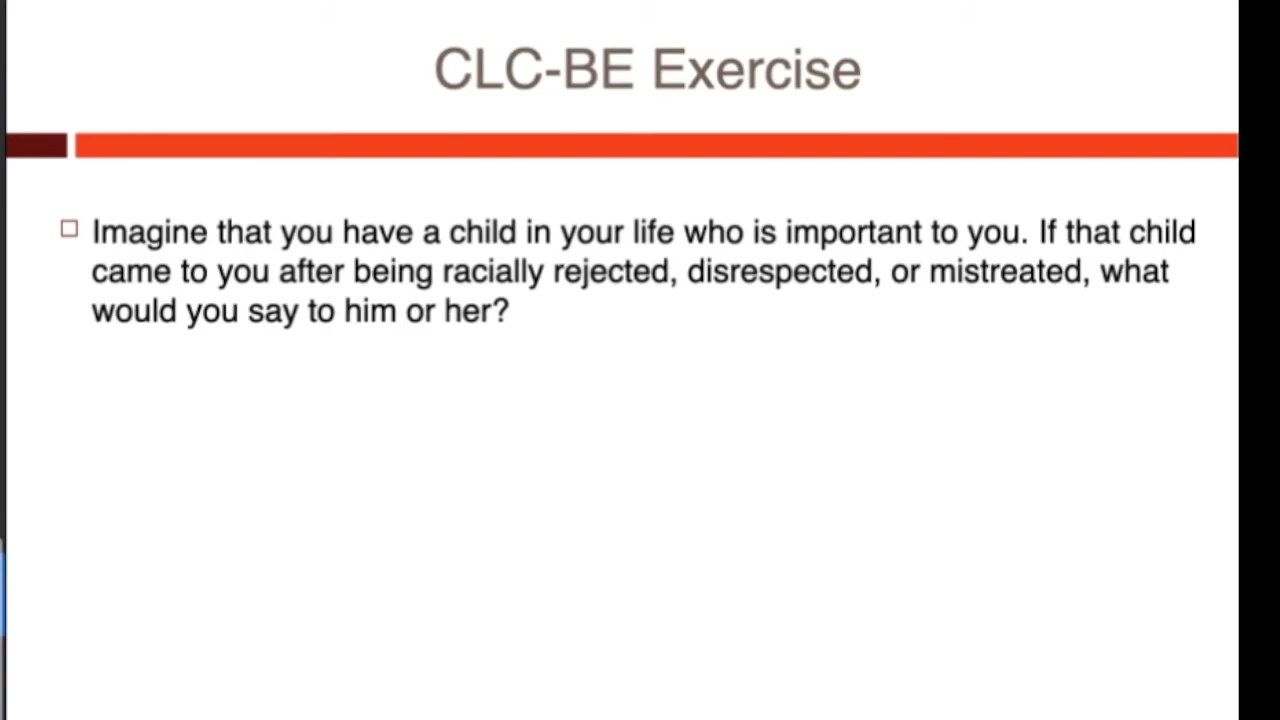 CLC-BE Exercise
Imagine that you have a child in your life who is important to you. If that child
came to you after being racially rejected, disrespected, or mistreated, what
would you say to him or her?